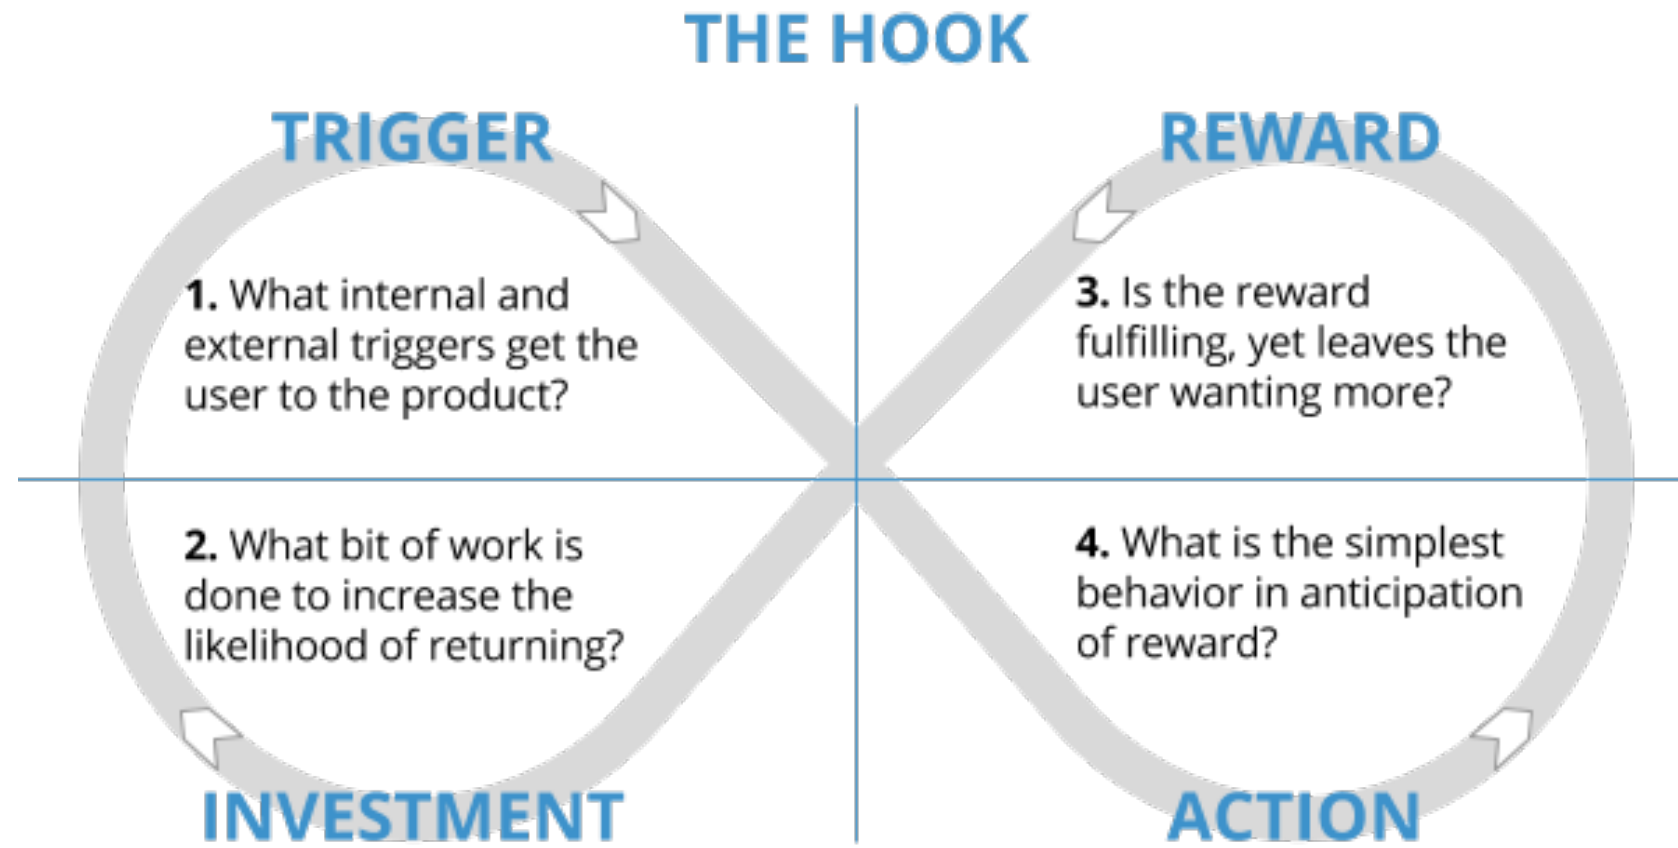 THE HOOK
TRIGGER
1. What internal and
external triggers get the
user to the product?
2. What bit of work is
done to increase the
likelihood of returning?
INVESTMENT
REWARD
3. Is the reward
fulfilling, yet leaves the
user wanting more?
4. What is the simplest
behavior in anticipation
of reward?
ACTION